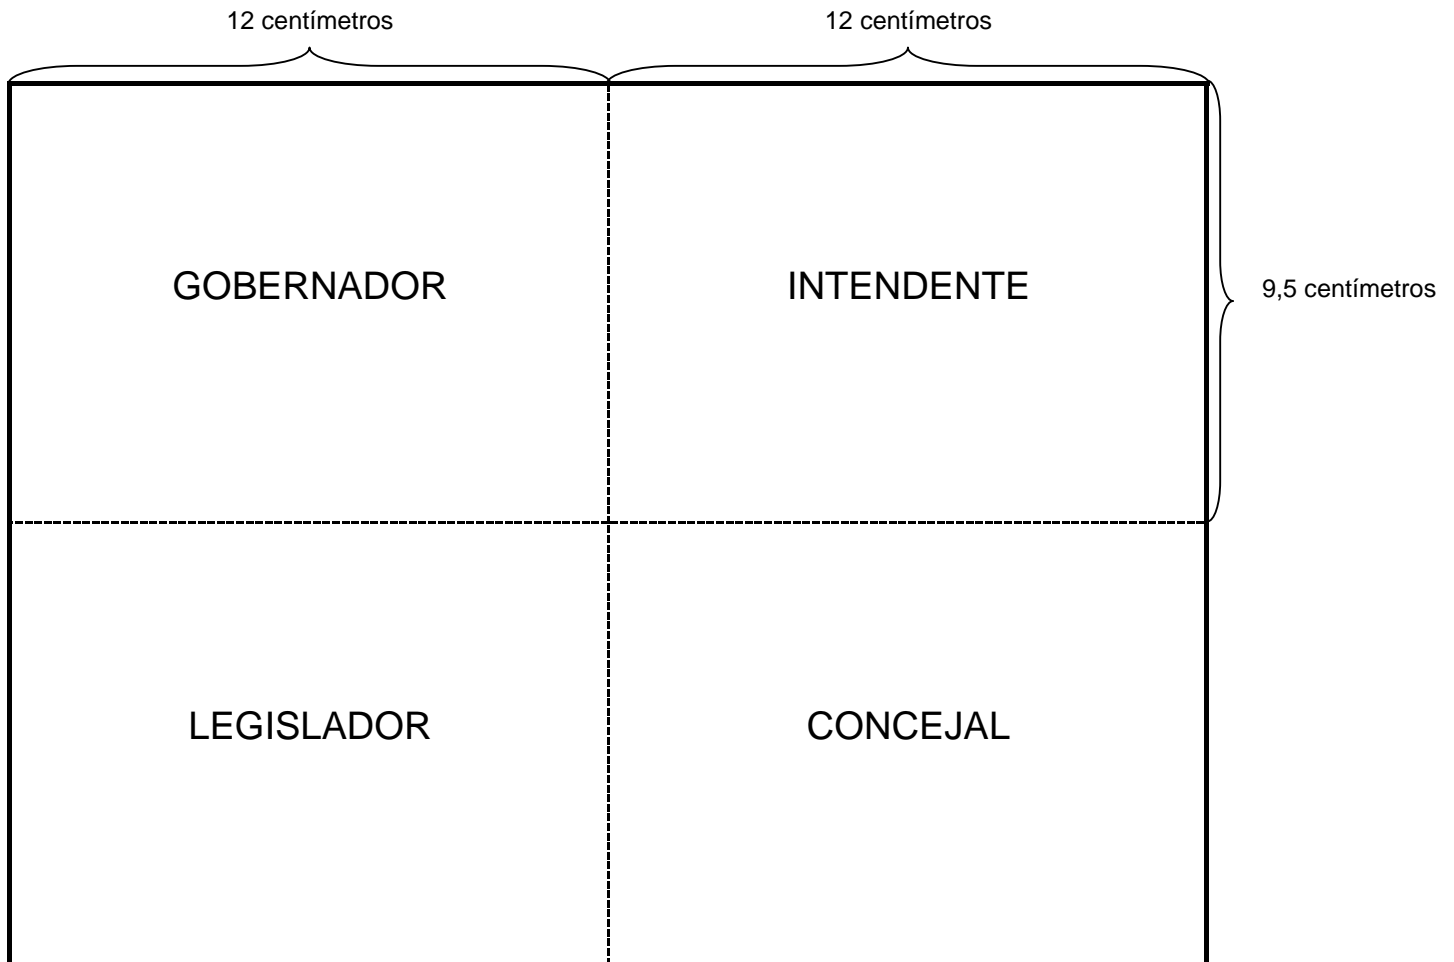 12 centímetros
12 centímetros
GOBERNADOR
INTENDENTE
9,5 centímetros
LEGISLADOR
CONCEJAL